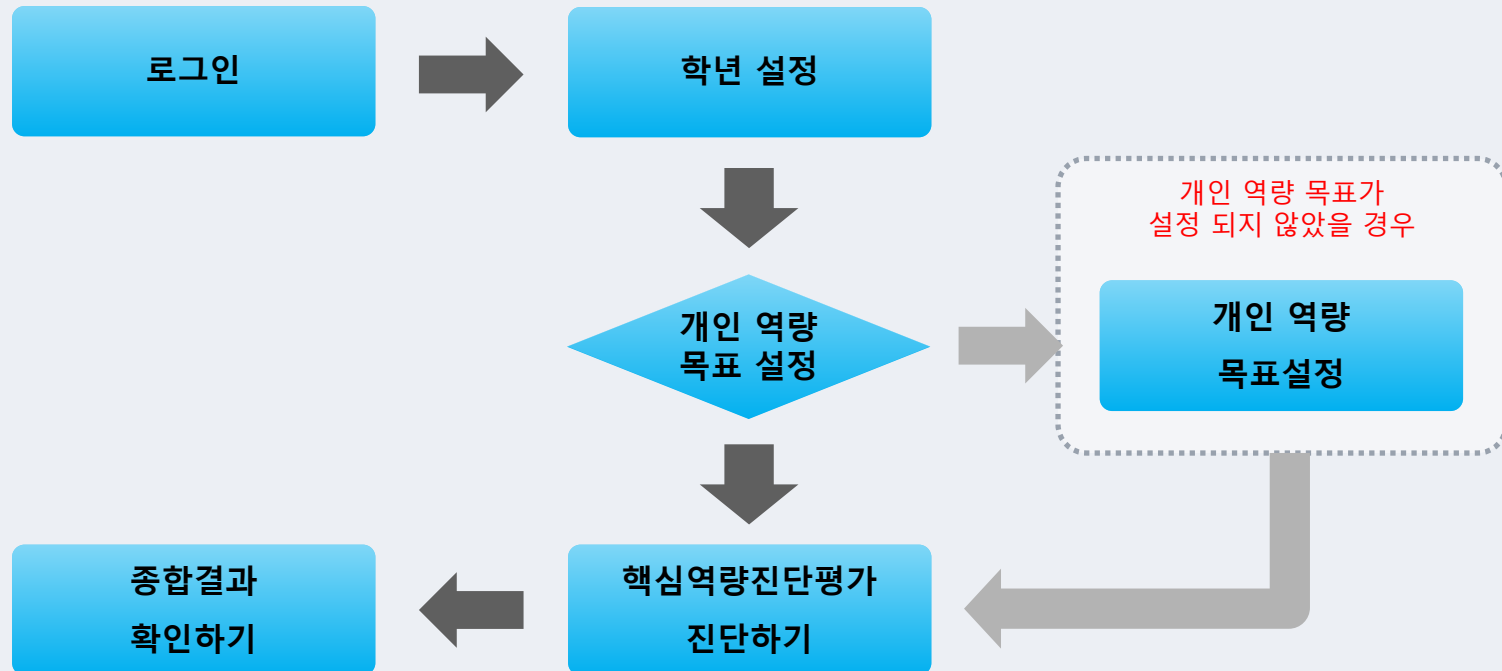 로그인
학년 설정
개인 역량 목표가
설정 되지 않았을 경우
개인 역량
목표 설정
개인 역량
목표설정
종합결과
확인하기
핵심역량진단평가
진단하기